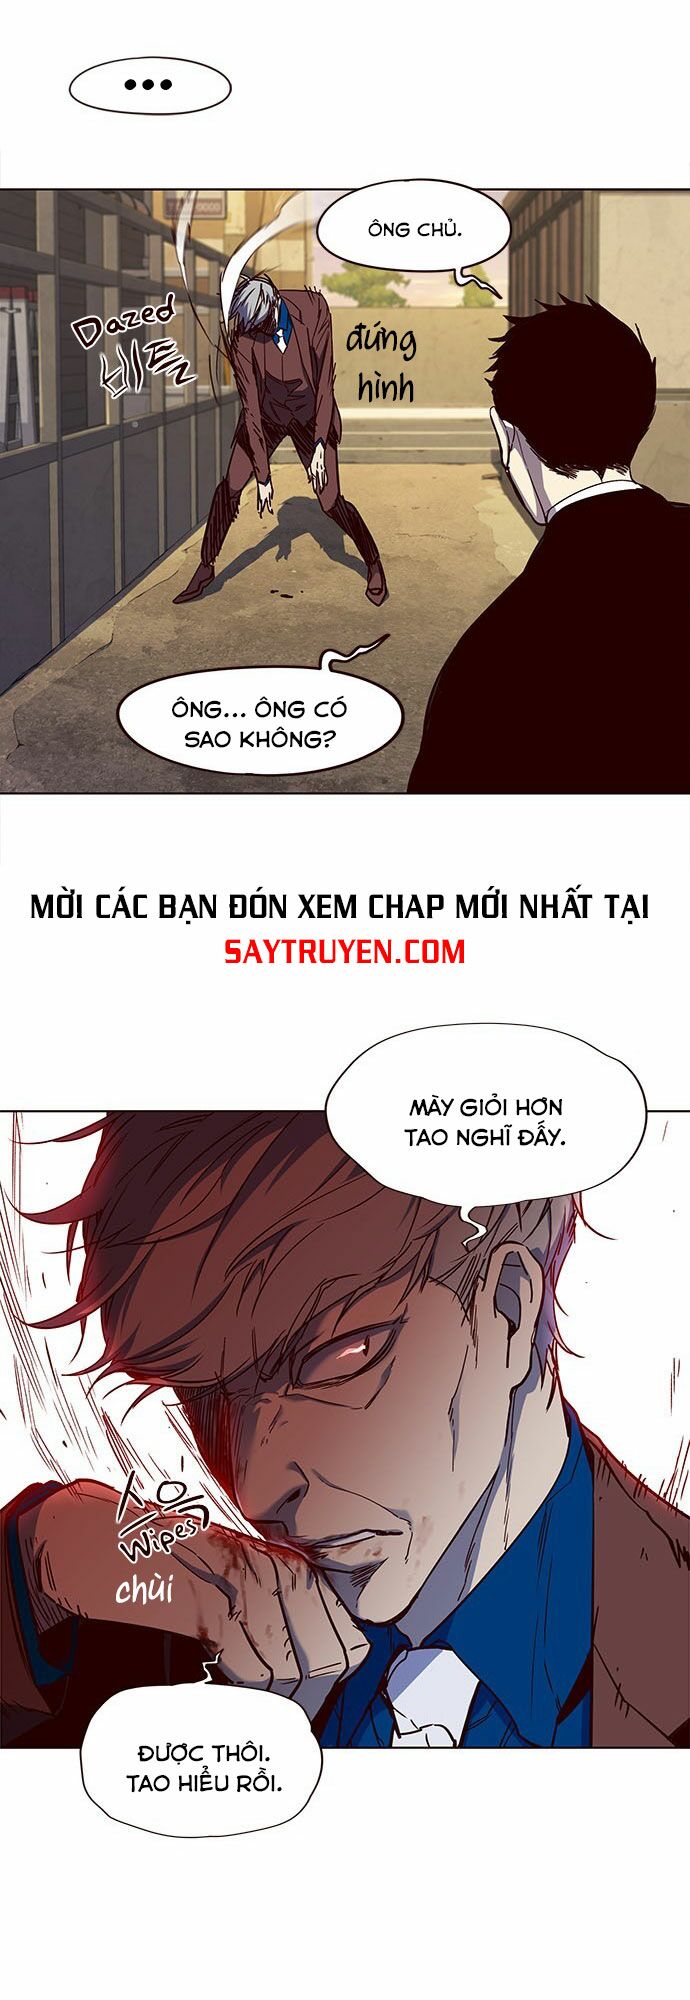 ...
ÔNG CHỦ.
Dazed
비틀
đứng
hình
ÔNG... ÔNG CÓ
SAO KHÔNG?
MỜI CÁC BẠN ĐÓN XEM CHAP MỚI NHẤT TẠI
SAYTRUYEN.COM
MÀY GIỎI HƠN
TAO NGHĨ ĐẤY.
스윽
Wipes
chùi
ĐƯỢC THÔI.
TAO HIỂU RỒI.